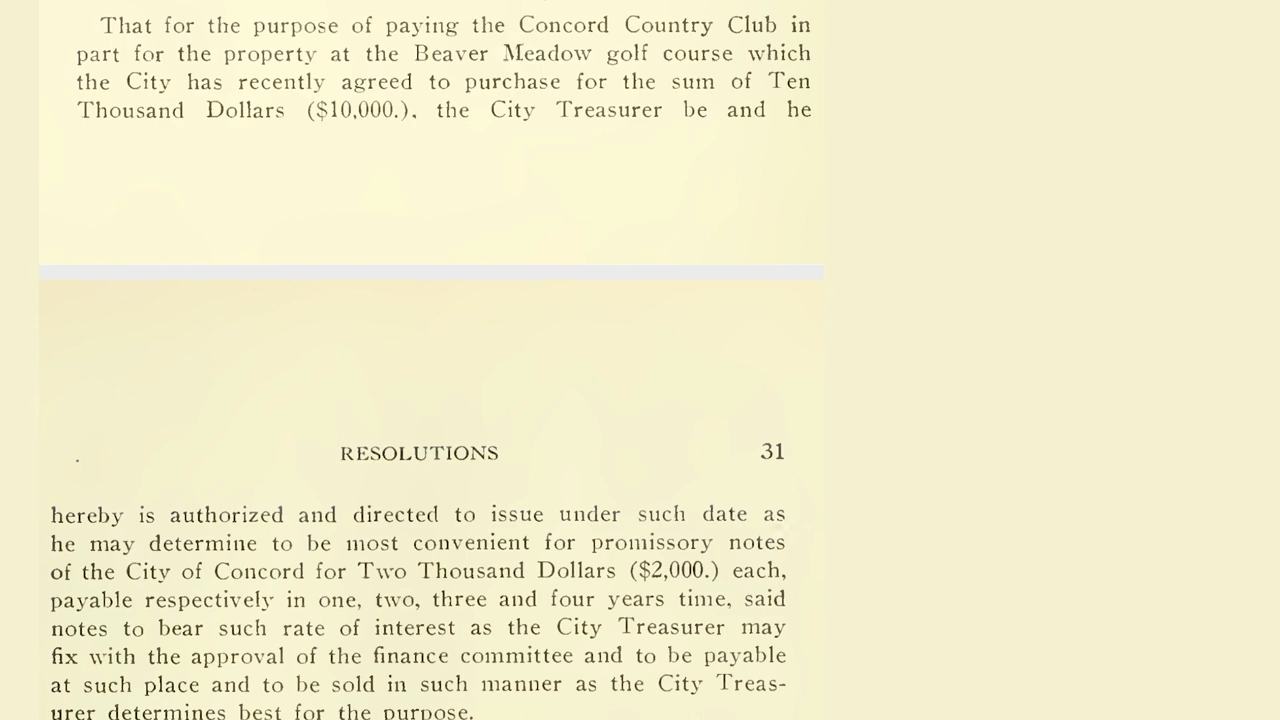 That for the purpose of paying the Concord Country Club in
part for the property at the Beaver Meadow golf course which
the City has recently agreed to purchase for the sum of Ten
Thousand Dollars ($10,000.), the City Treasurer be and he
RESOLUTIONS 31
hereby is authorized and directed to issue under such date as
he may determine to be most convenient for promissory notes
of the City of Concord for Two Thousand Dollars ($2,000.) each,
payable respectively in one, two, three and four years time, said
notes to bear such rate of interest as the City Treasurer may
fix with the approval of the finance committee and to be payable
at such place and to be sold in such manner as the City Treas-
urer determines best for the purpose.